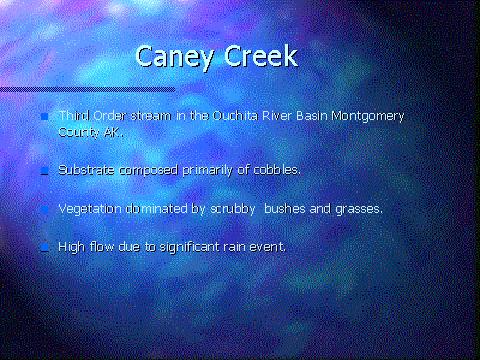 Caney Creek
Third Order stream in the Ouchita River Basin Montgomery
County AK.
Substrate composed primarily of cobbles.
Vegetation dominated by scrubby bushes and grasses.
High flow due to significant rain event.